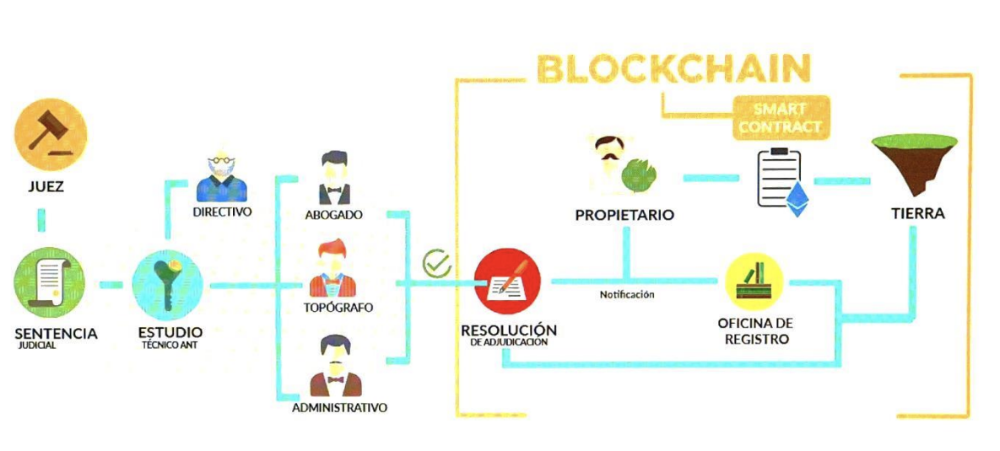 BLOCKCHAIN
SMART
CONTRACT
JUEZ
DIRECTIVO
ABOGADO
PROPIETARIO
TIERRA
TOPÓGRAFO
Notificación
SENTENCIA
JUDICIAL
ESTUDIO
TÉCNICO ANT
RESOLUCIÓN
DE ADJUDICACIÓN
OFICINA DE
REGISTRO
ADMINISTRATIVO